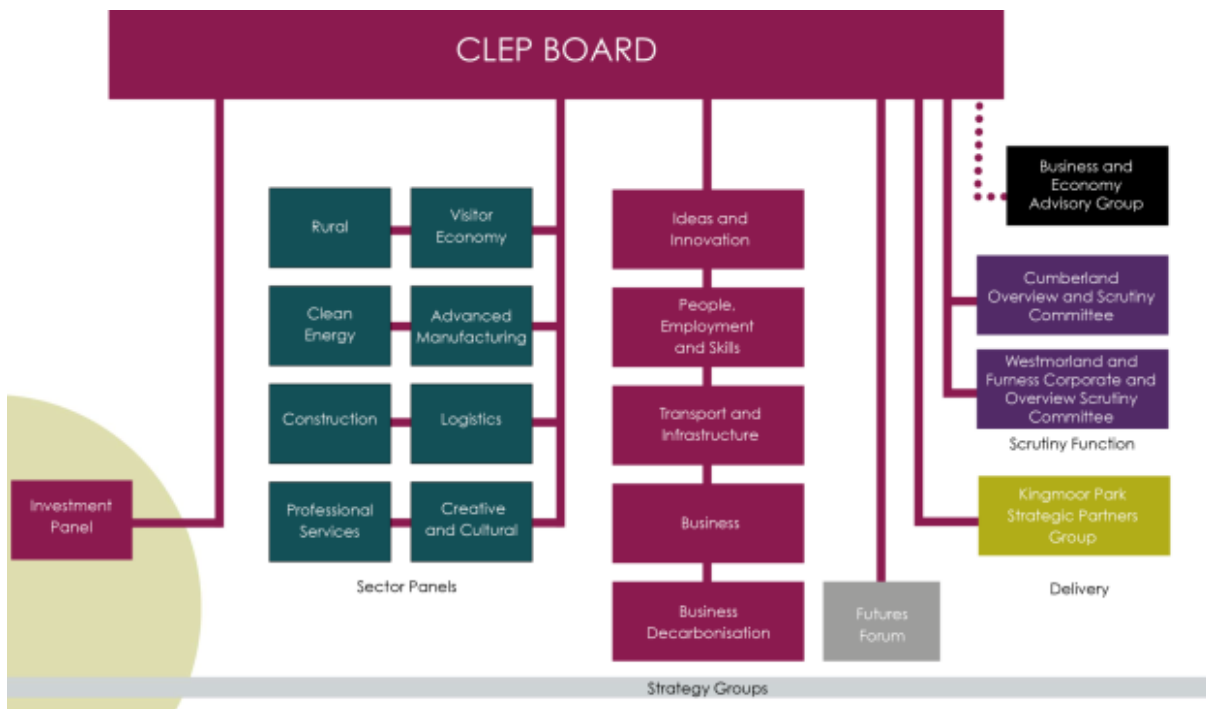 CLEP BOARD
Business and
Economy
Advisory Group
Rural
Visitor
Economy
Ideas and
Innovation
Cumberland
Overview and Scrutiny
Committee
Clean
Energy
Advanced
Manufacturing
People,
Employment
and Skills
Westmorland and
Furness Corporate and
Overview Scrutiny
Committee
Scrutiny Function
Construction
Logistics
Transport and
Infrastructure
Investment
Panel
Professional
Services
Creative
and Cultural
Business
Kingmoor Park
Strategic Partners
Group
Sector Panels
Delivery
Business
Decarbonisation
Futures
Forum
Strategy Groups